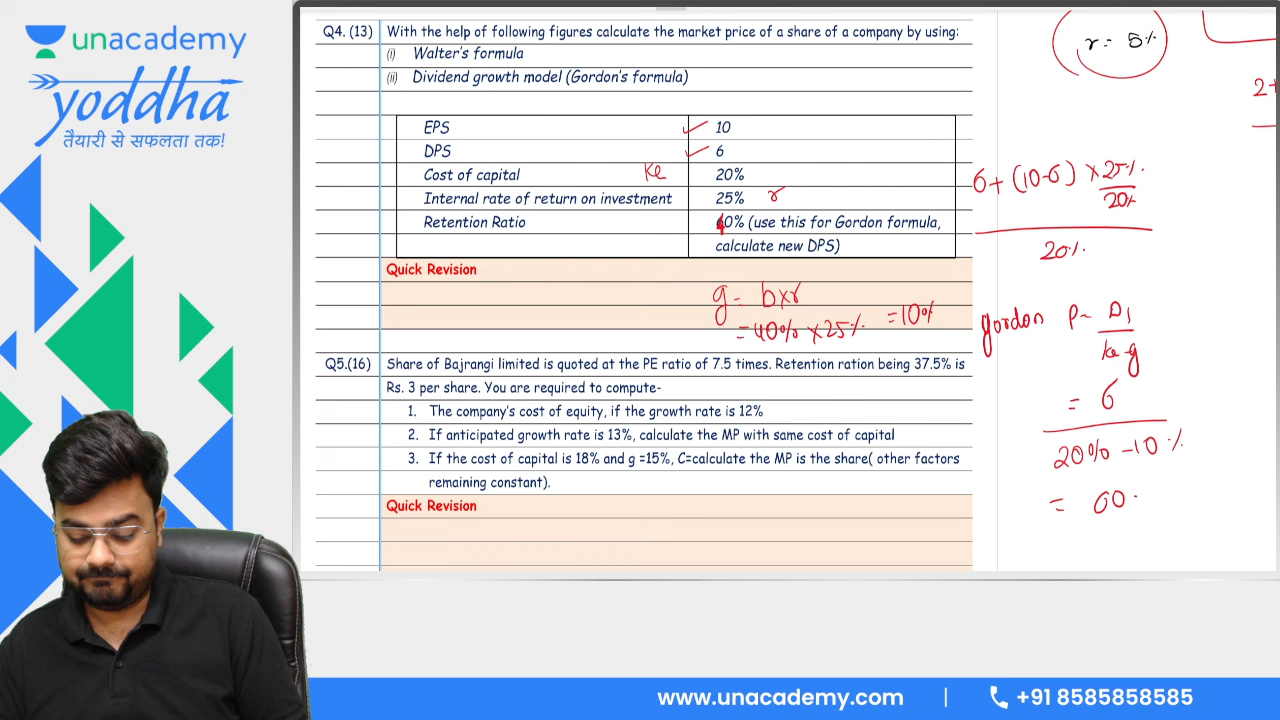 unacademy
yoddha
तैयारी से सफलता तक!
Q4. (13) With the help of following figures calculate the market price of a share of a company by using:
(i) Walter's formula
(ii) Dividend growth model (Gordon's formula)
EPS 10
DPS 6
Cost of capital Ke 20%
Internal rate of return on investment 25% r
Retention Ratio 40% (use this for Gordon formula,
calculate new DPS)
Quick Revision
g = b×r
= 40% × 25% = 10%
Q5.(16) Share of Bajrangi limited is quoted at the PE ratio of 7.5 times. Retention ration being 37.5% is
Rs. 3 per share. You are required to compute-
1. The company's cost of equity, if the growth rate is 12%
2. If anticipated growth rate is 13%, calculate the MP with same cost of capital
3. If the cost of capital is 18% and g =15%, C=calculate the MP is the share( other factors
remaining constant).
Quick Revision
r = 5%
2+
6+ (10-6) × 25%
20%
20%
Gordon P = D1
ke-g
= 6
20% - 10%
= 60.
www.unacademy.com | +91 8585858585